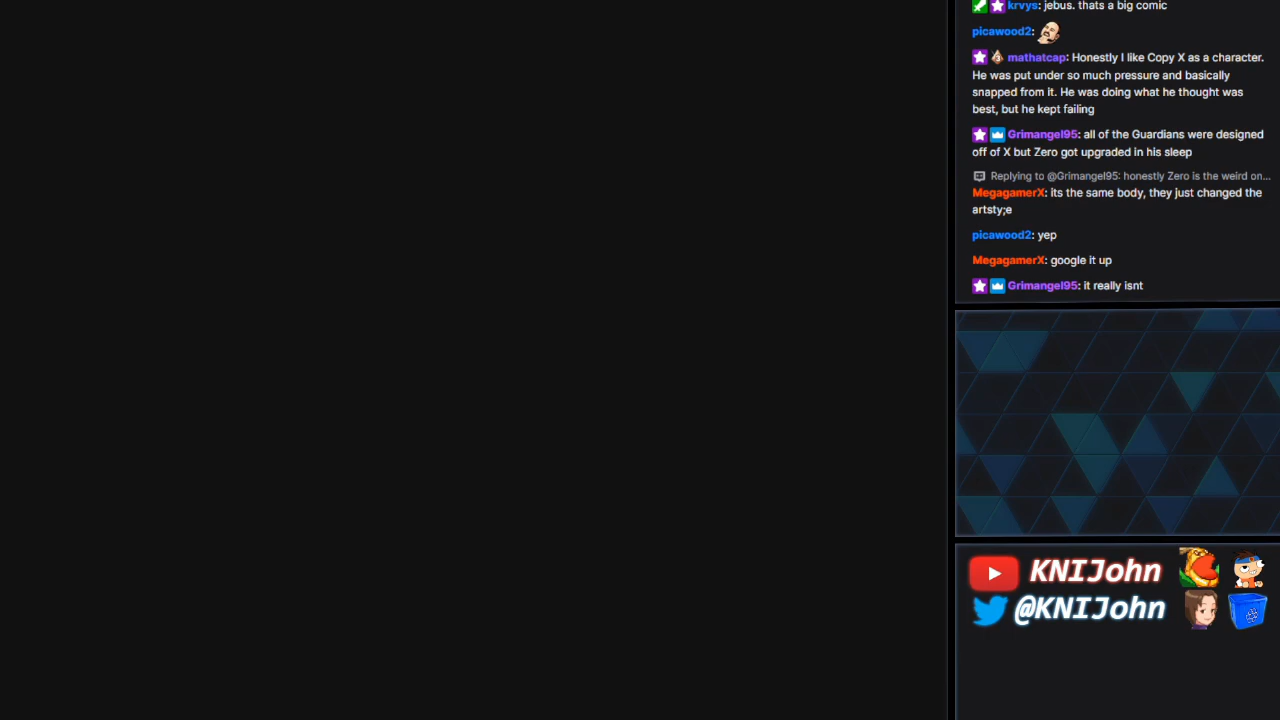 krvys: jebus. thats a big comic
picawood2:
mathatcap: Honestly I like Copy X as a character.
He was put under so much pressure and basically
snapped from it. He was doing what he thought was
best, but he kept failing
Grimangel95: all of the Guardians were designed
off of X but Zero got upgraded in his sleep
Replying to @Grimangel95: honestly Zero is the weird on...
MegagamerX: its the same body, they just changed the
artsty;e
picawood2: yep
MegagamerX: google it up
Grimangel95: it really isnt
KNIJohn
@KNIJohn